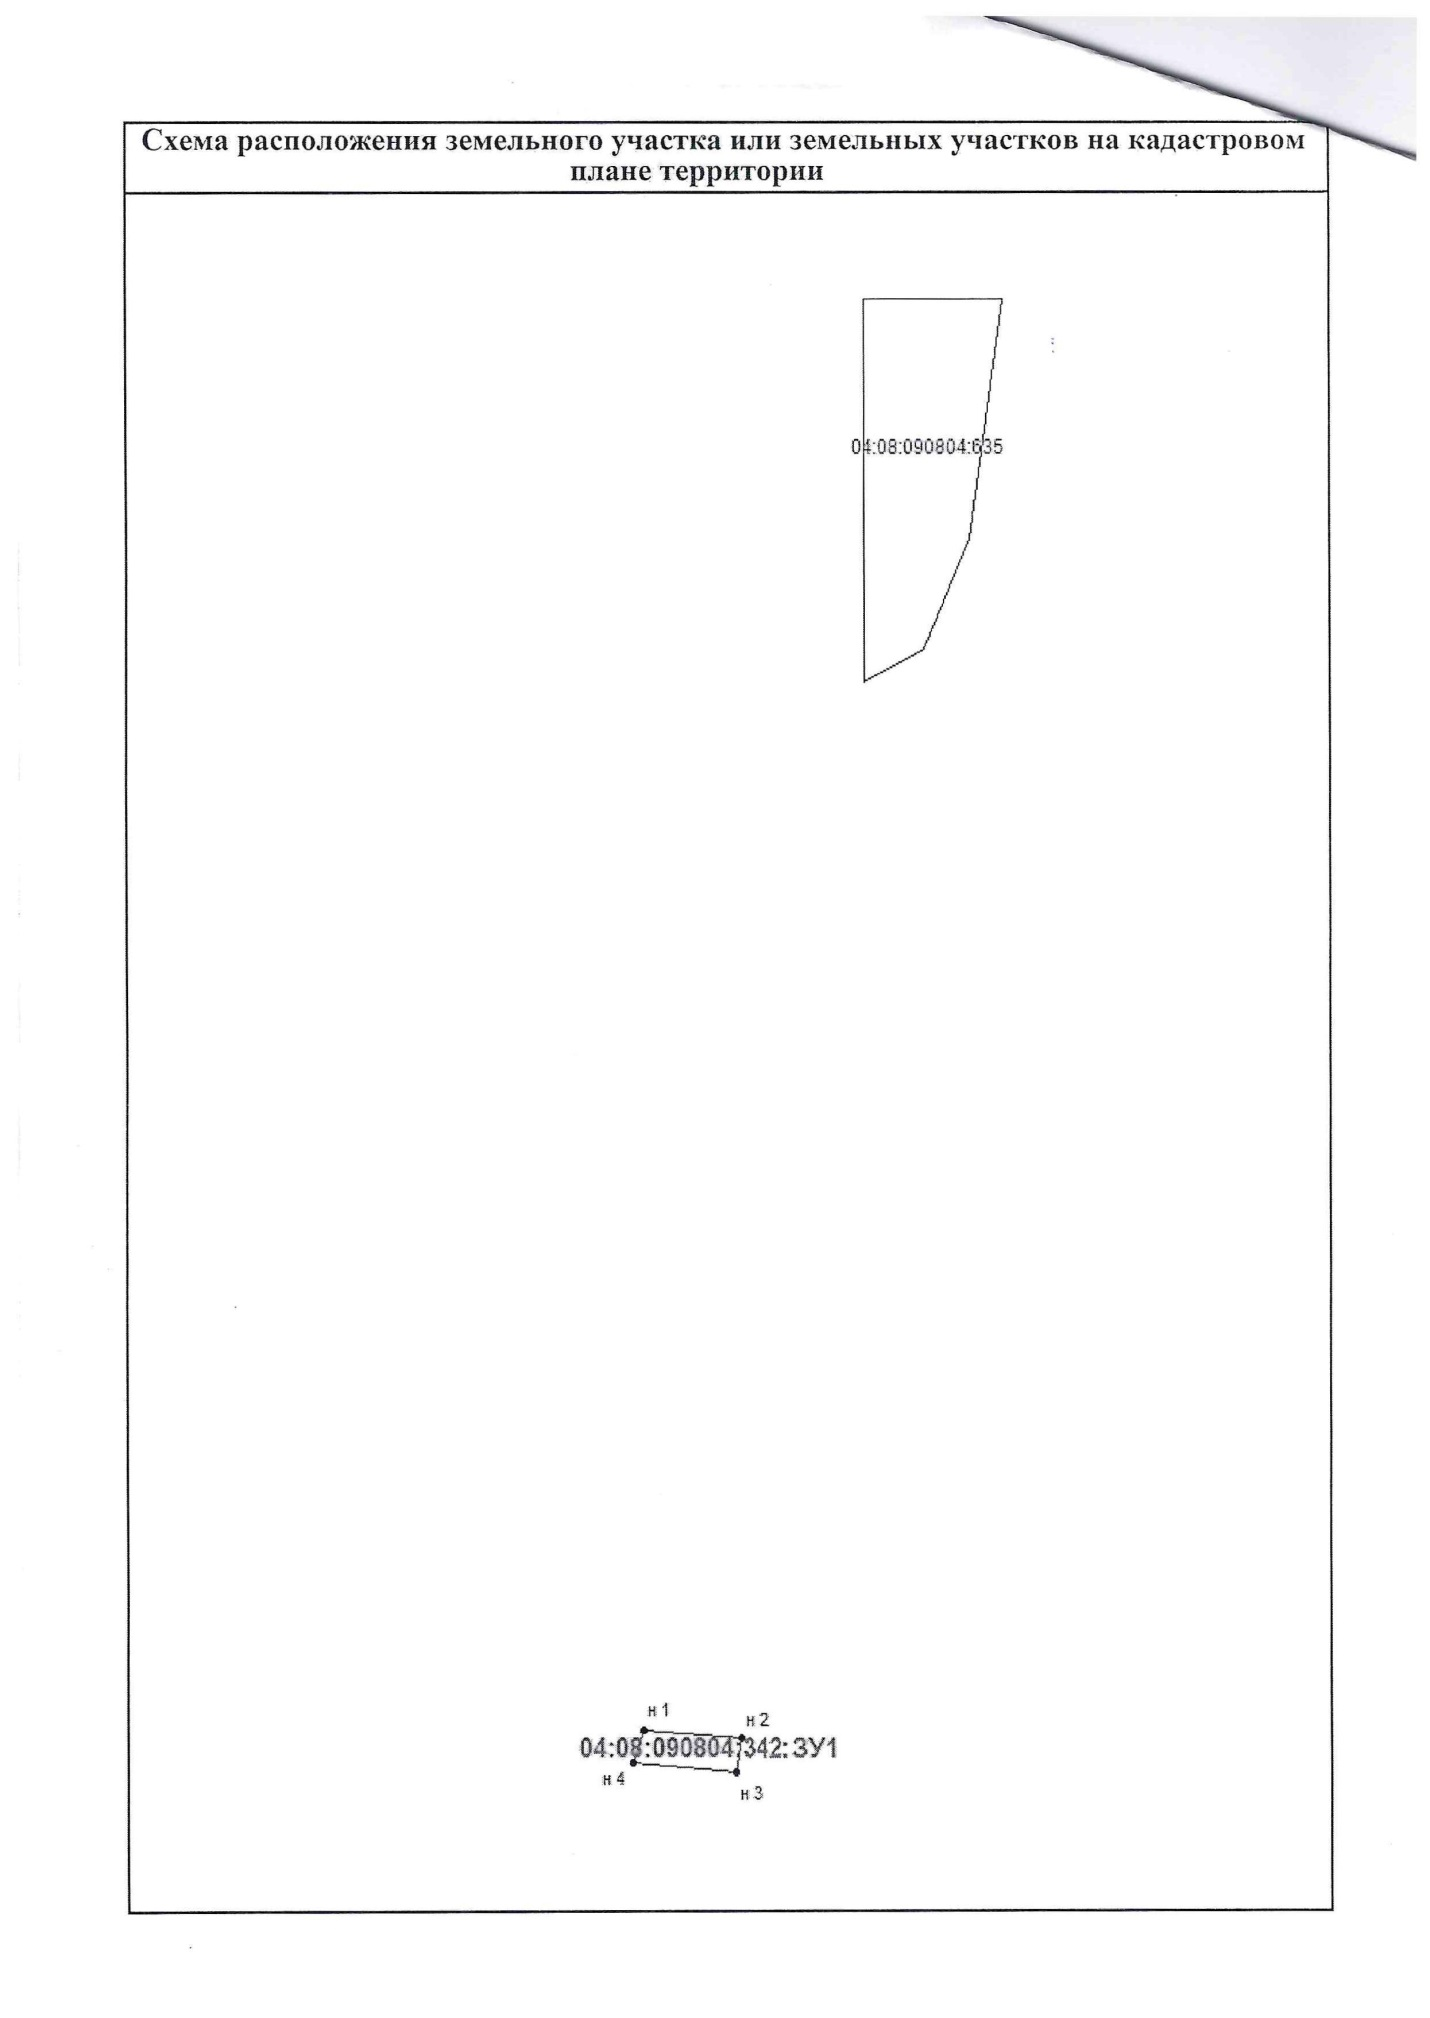 Схема расположения земельного участка или земельных участков на кадастровом
плане территории
04:08:090804:635
н 1
н 2
04:08:090804:342:ЗУ1
н 4
н 3